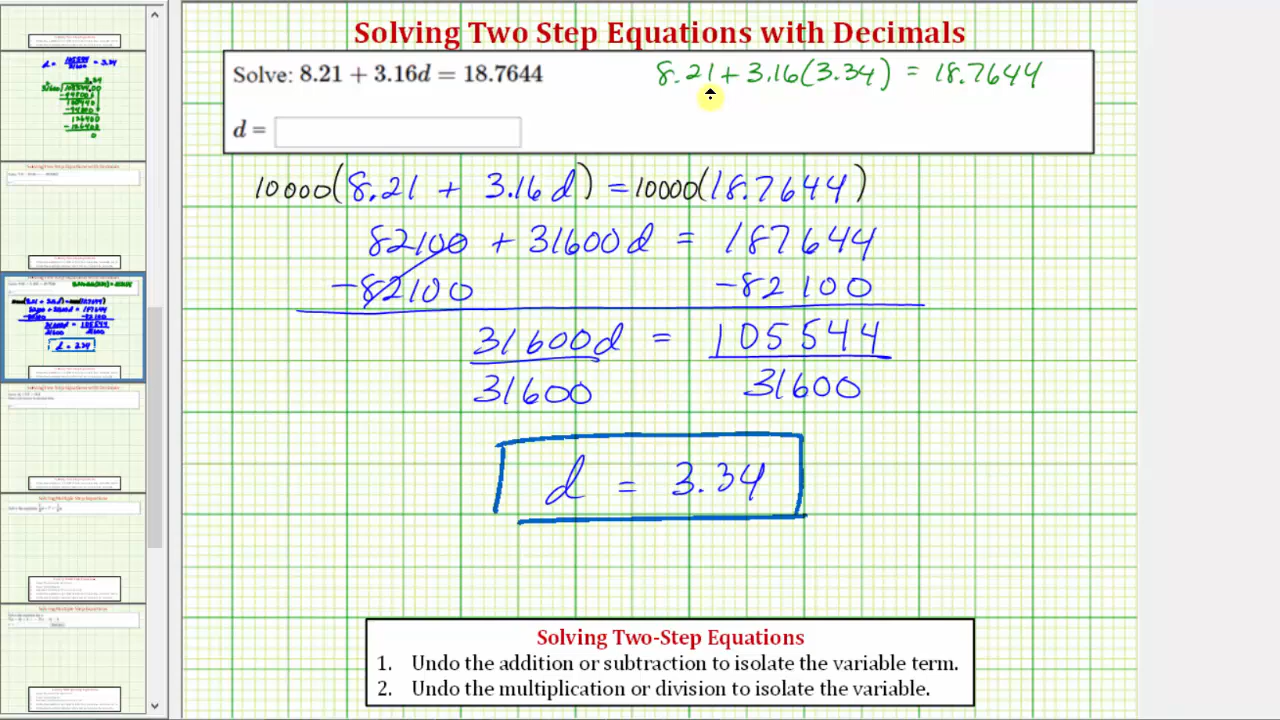 Solving Two Step Equations with Decimals
Solve: 8.21 + 3.16d = 18.7644
8.21 + 3.16(3.34) = 18.7644
d =
10000(8.21 + 3.16d) = 10000(18.7644)
82100 + 31600d = 187644
-82100 -82100
31600d = 105544
31600 31600
d = 3.34
Solving Two-Step Equations
1. Undo the addition or subtraction to isolate the variable term.
2. Undo the multiplication or division to isolate the variable.